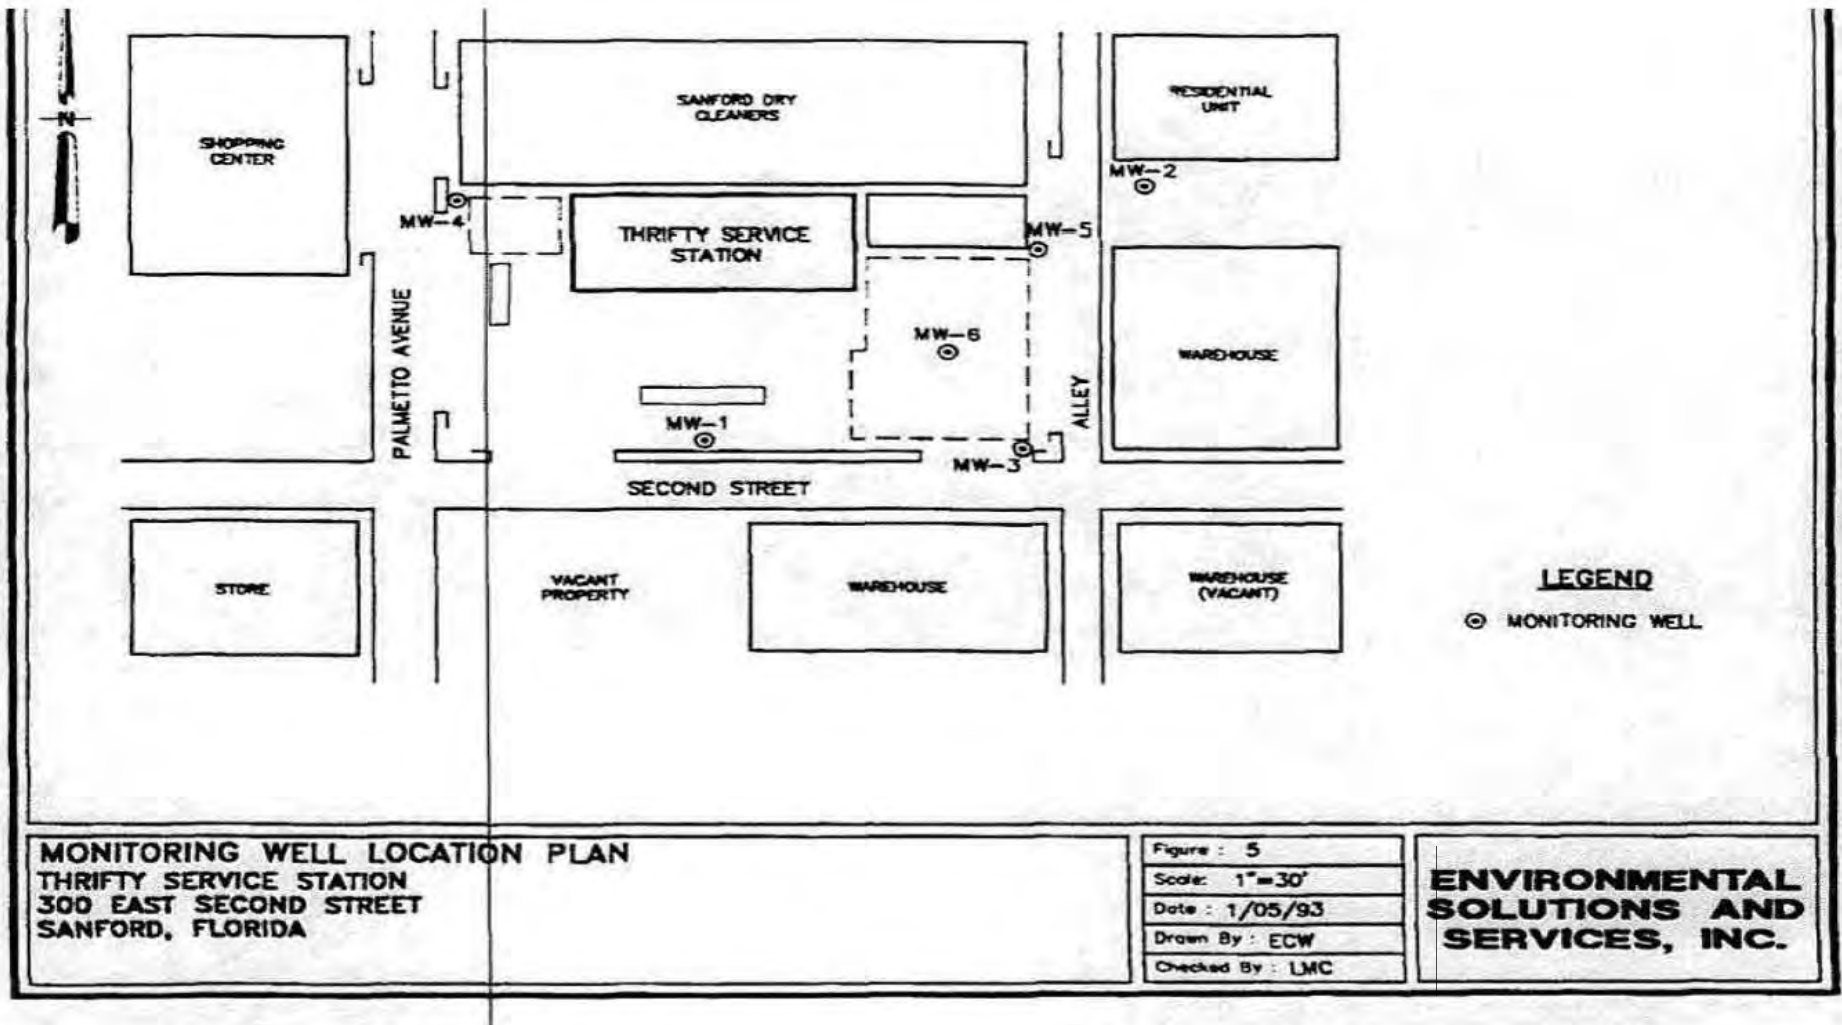 N
SHOPPING
CENTER
SANFORD DRY
CLEANERS
RESIDENTIAL
UNIT
MW-2
MW-4
THRIFTY SERVICE
STATION
MW-5
PALMETTO AVENUE
MW-6
WAREHOUSE
ALLEY
MW-1
MW-3
SECOND STREET
STORE
VACANT
PROPERTY
WAREHOUSE
WAREHOUSE
(VACANT)
LEGEND
MONITORING WELL
MONITORING WELL LOCATION PLAN
THRIFTY SERVICE STATION
300 EAST SECOND STREET
SANFORD, FLORIDA
Figure : 5
Scale: 1"=30'
Date : 1/05/93
Drawn By : ECW
Checked By : LMC
ENVIRONMENTAL
SOLUTIONS AND
SERVICES, INC.